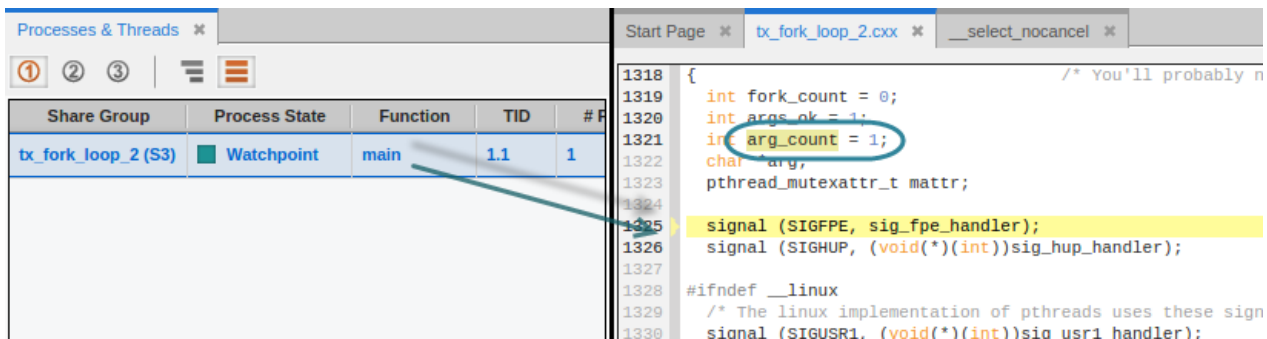 Processes & Threads
① ② ③
Share Group Process State Function TID # P
tx_fork_loop_2 (S3) Watchpoint main 1.1 1
Start Page tx_fork_loop_2.cxx __select_nocancel
1318 { /* You'll probably n
1319 int fork_count = 0;
1320 int args_ok = 1;
1321 int arg_count = 1;
1322 char *arg;
1323 pthread_mutexattr_t mattr;
1324
1325 signal (SIGFPE, sig_fpe_handler);
1326 signal (SIGHUP, (void(*)(int))sig_hup_handler);
1327
1328 #ifndef __linux
1329 /* The linux implementation of pthreads uses these sign
1330 signal (SIGUSR1, (void(*)(int))sig_usr1_handler);